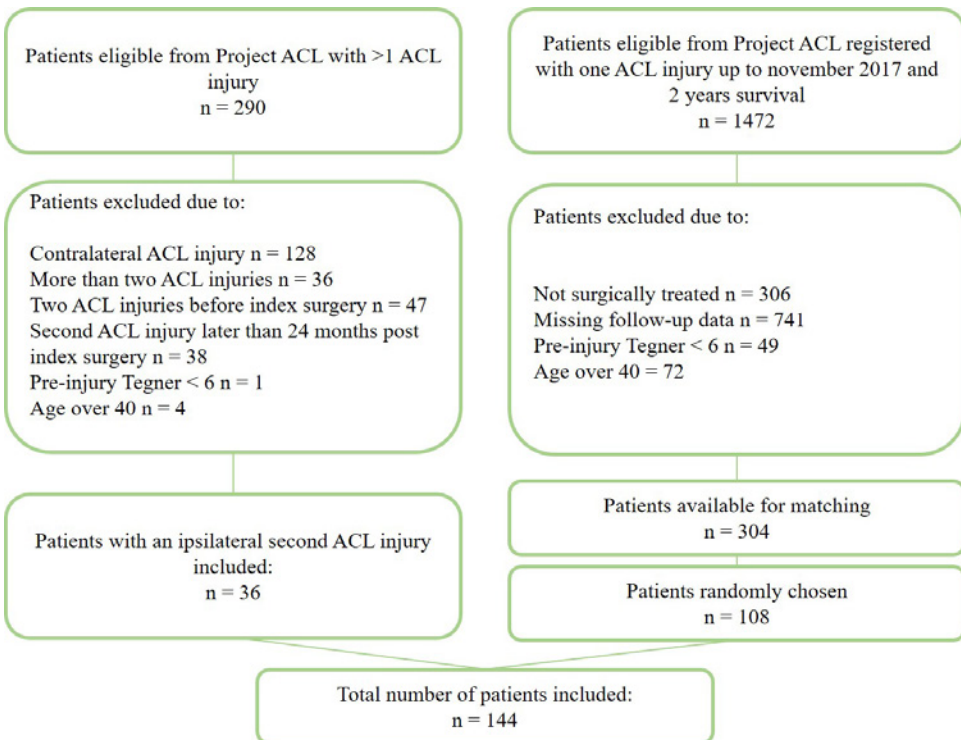 Patients eligible from Project ACL with >1 ACL
injury
n = 290
Patients excluded due to:
Contralateral ACL injury n = 128
More than two ACL injuries n = 36
Two ACL injuries before index surgery n = 47
Second ACL injury later than 24 months post
index surgery n = 38
Pre-injury Tegner < 6 n = 1
Age over 40 n = 4
Patients with an ipsilateral second ACL injury
included:
n = 36
Patients eligible from Project ACL registered
with one ACL injury up to november 2017 and
2 years survival
n = 1472
Patients excluded due to:
Not surgically treated n = 306
Missing follow-up data n = 741
Pre-injury Tegner < 6 n = 49
Age over 40 = 72
Patients available for matching
n = 304
Patients randomly chosen
n = 108
Total number of patients included:
n = 144